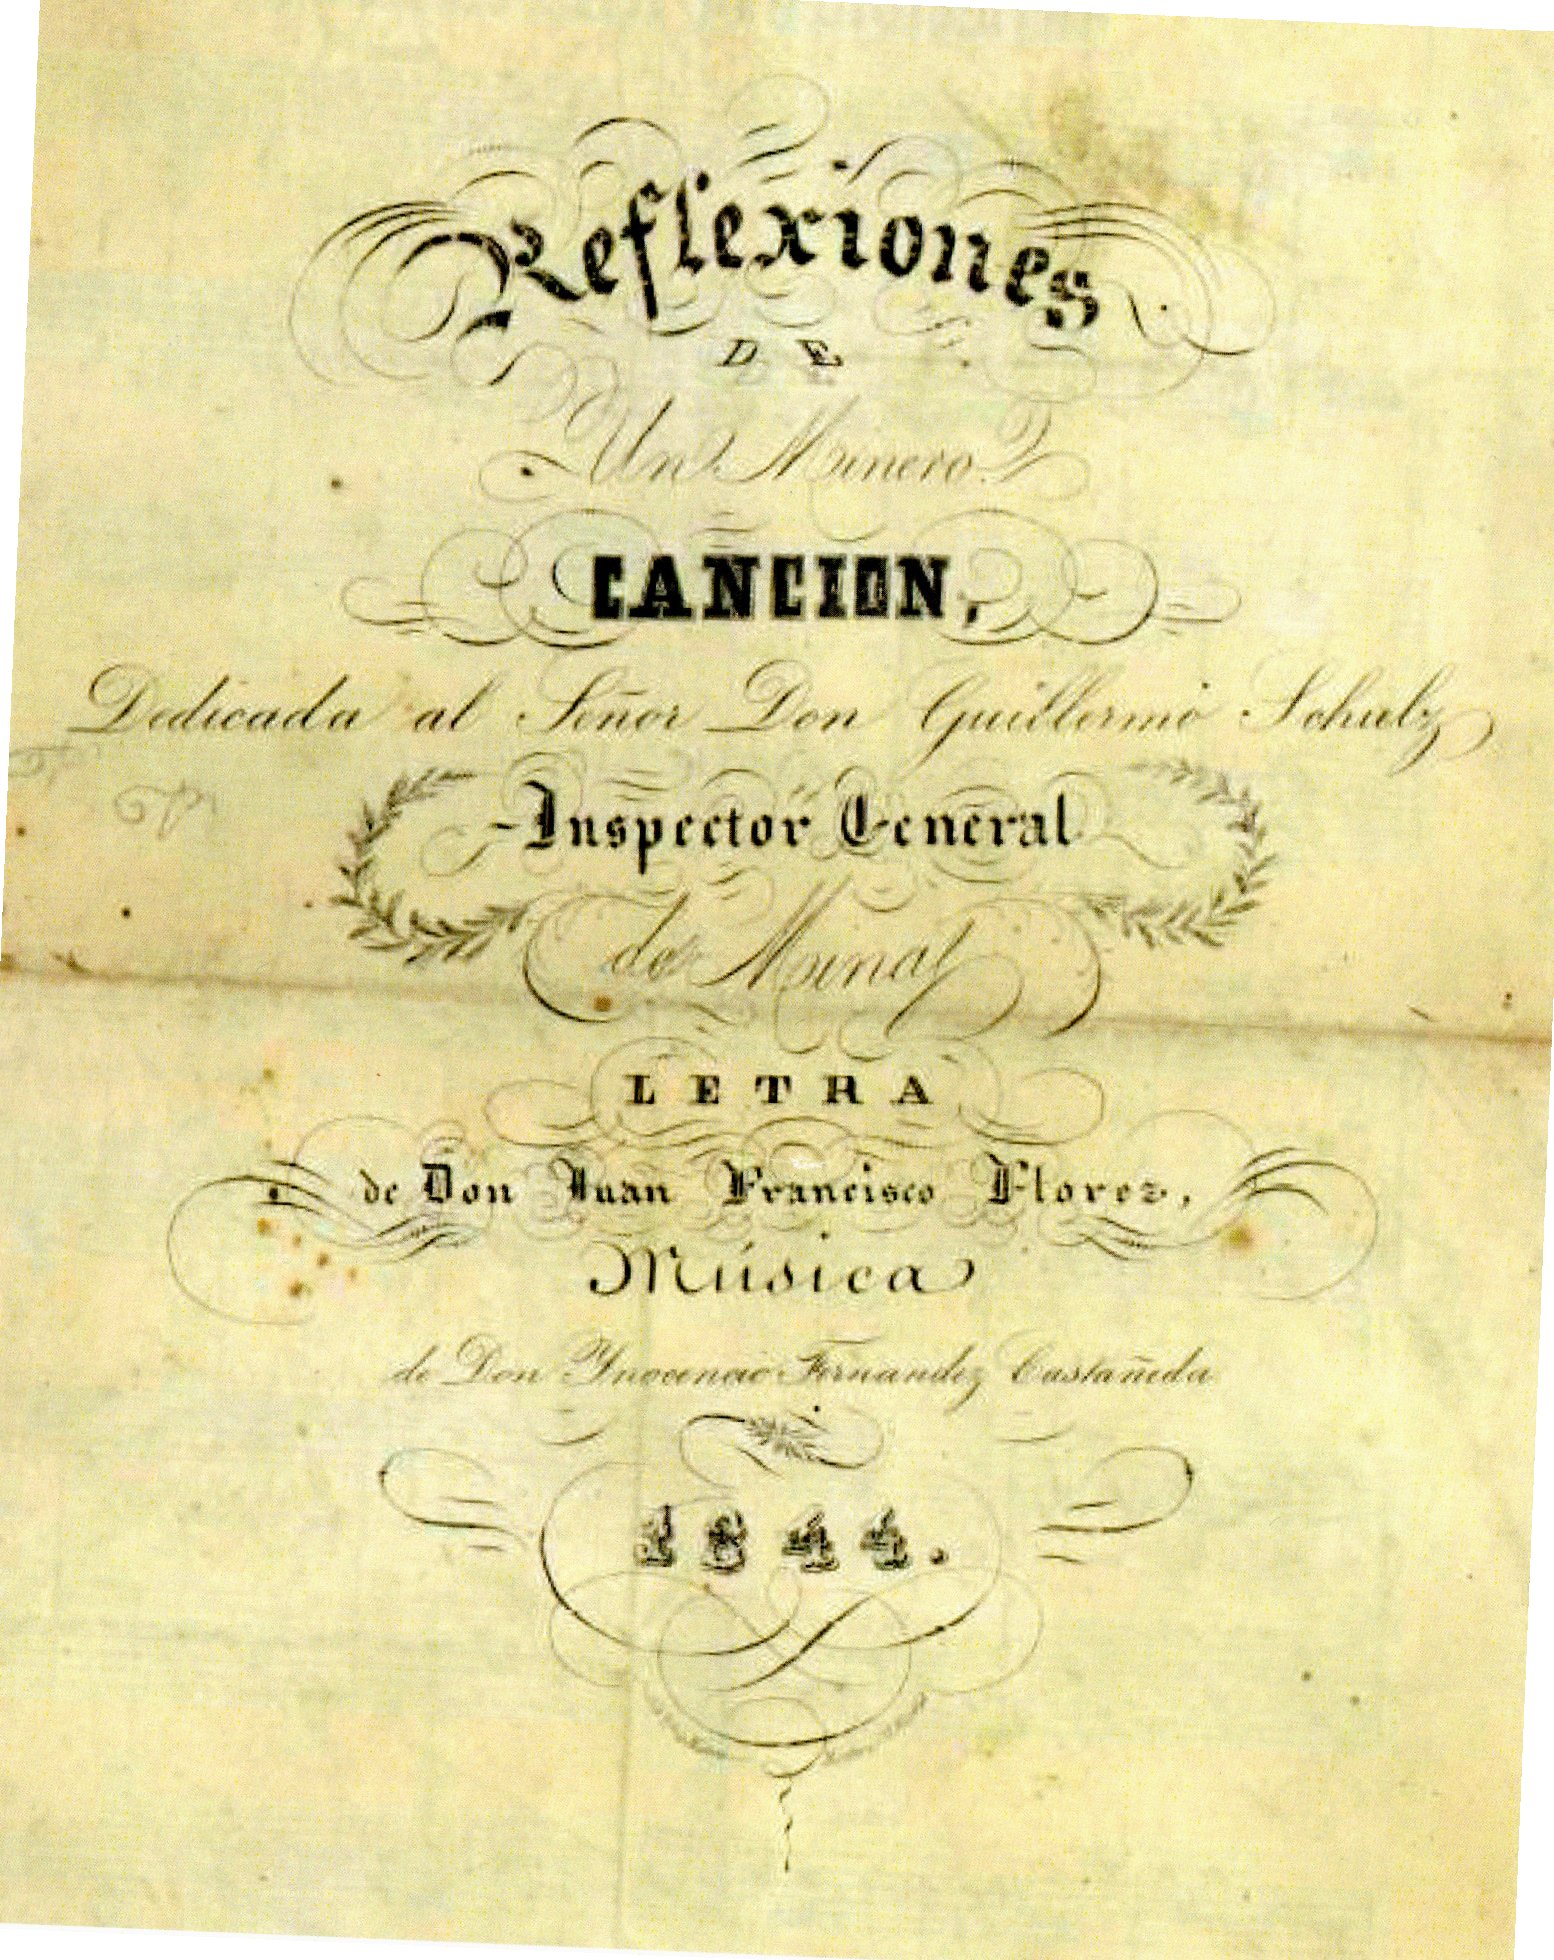 Reflexiones
DE
Un Minero.
CANCION,
Dedicada al Señor Don Guillermo Schulz
Inspector General
de Minas
LETRA
de Don Juan Francisco Florez,
Música
de Don Ynocencio Fernandez Castañeda
1844.